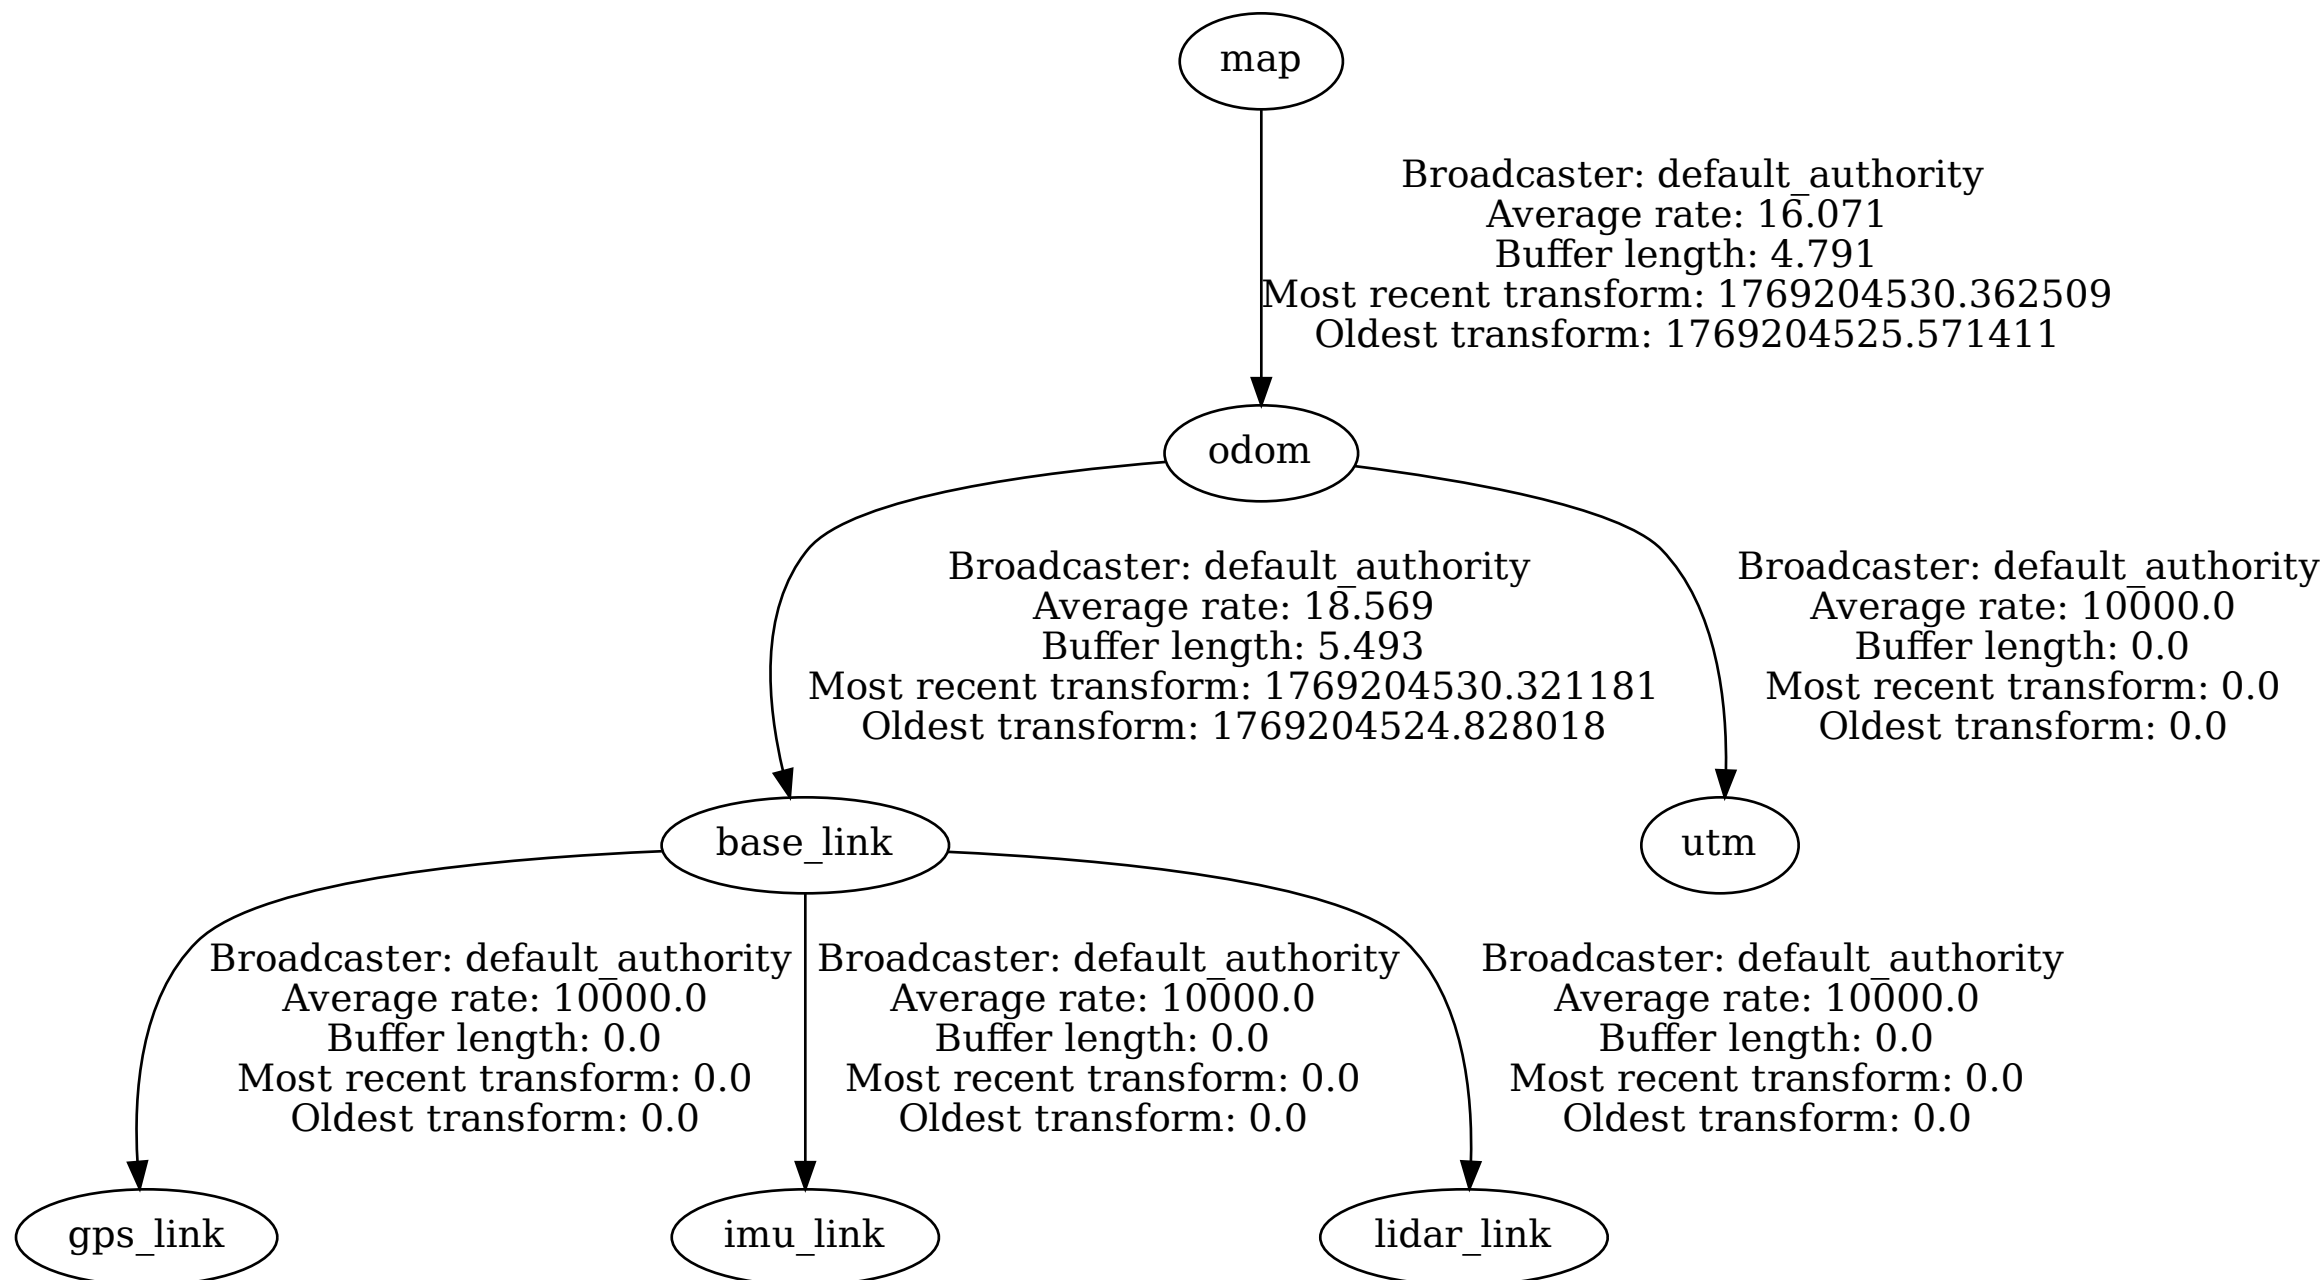 map
Broadcaster: default_authority
Average rate: 16.071
Buffer length: 4.791
Most recent transform: 1769204530.362509
Oldest transform: 1769204525.571411
odom
Broadcaster: default_authority
Average rate: 18.569
Buffer length: 5.493
Most recent transform: 1769204530.321181
Oldest transform: 1769204524.828018
Broadcaster: default_authority
Average rate: 10000.0
Buffer length: 0.0
Most recent transform: 0.0
Oldest transform: 0.0
base_link
utm
Broadcaster: default_authority
Average rate: 10000.0
Buffer length: 0.0
Most recent transform: 0.0
Oldest transform: 0.0
Broadcaster: default_authority
Average rate: 10000.0
Buffer length: 0.0
Most recent transform: 0.0
Oldest transform: 0.0
Broadcaster: default_authority
Average rate: 10000.0
Buffer length: 0.0
Most recent transform: 0.0
Oldest transform: 0.0
gps_link
imu_link
lidar_link